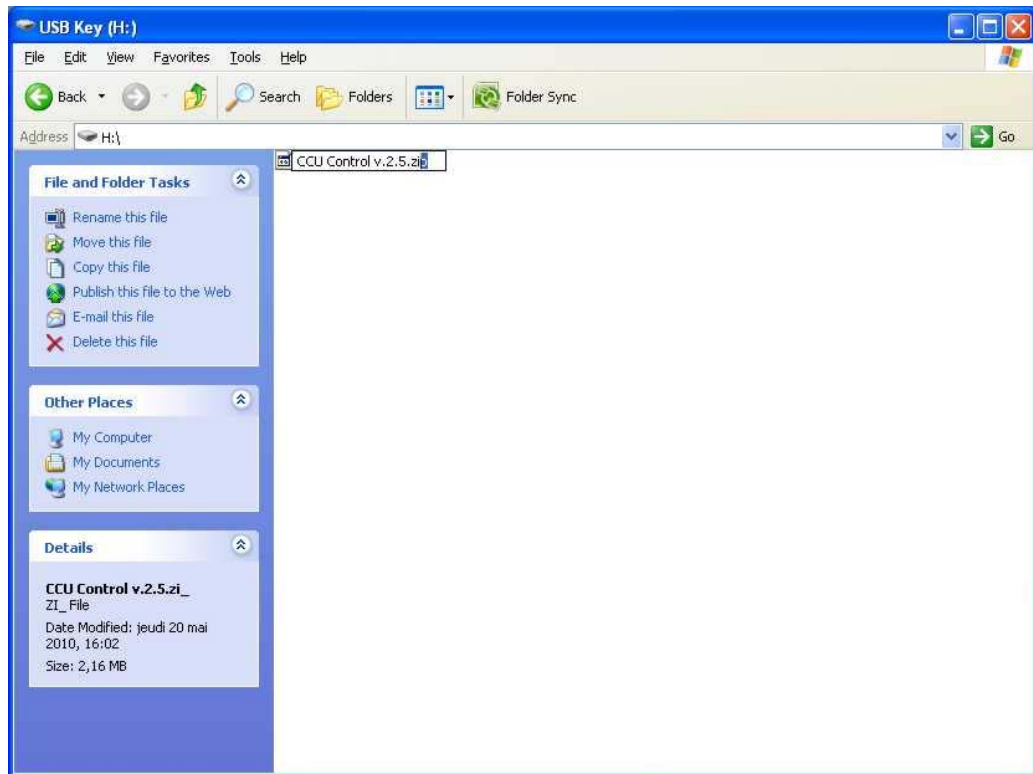 USB Key (H:)
File Edit View Favorites Tools Help
Back Search Folders Folder Sync
Address H:\ Go
CCU Control v.2.5.zip
File and Folder Tasks
Rename this file
Move this file
Copy this file
Publish this file to the Web
E-mail this file
Delete this file
Other Places
My Computer
My Documents
My Network Places
Details
CCU Control v.2.5.zi_
ZI_ File
Date Modified: jeudi 20 mai
2010, 16:02
Size: 2,16 MB